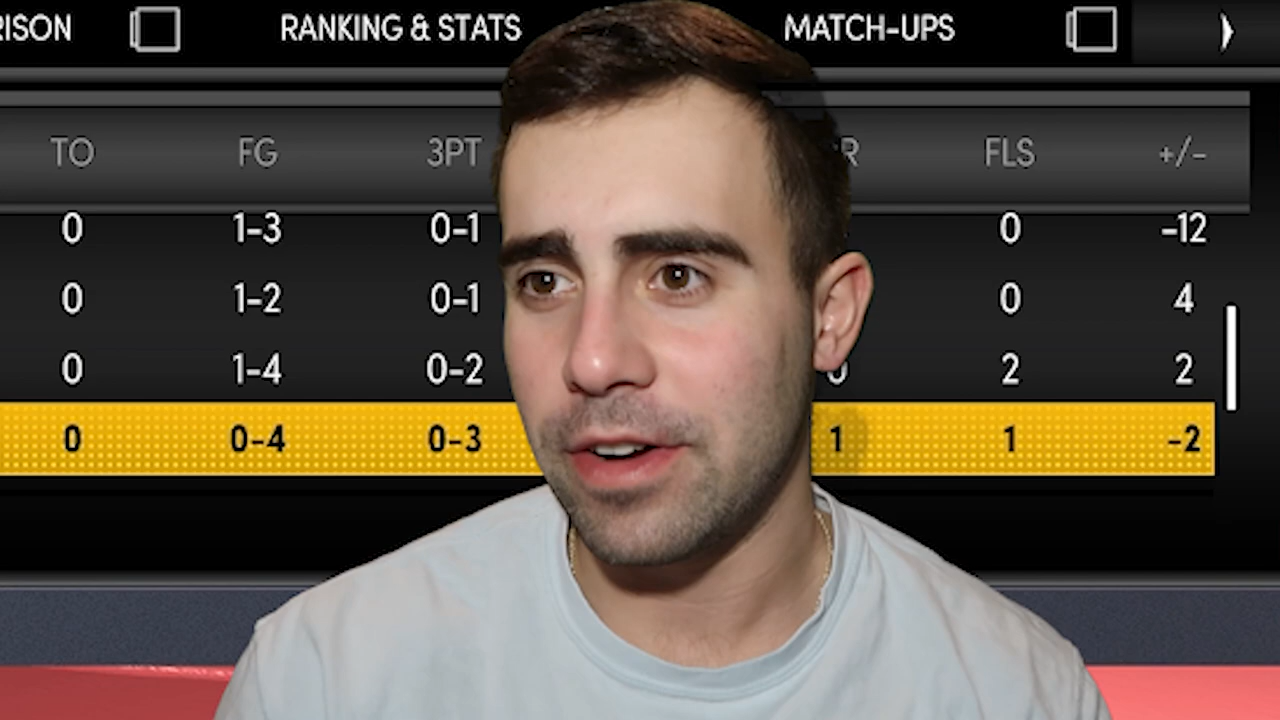 RANKING & STATS MATCH-UPS
TO FG 3PT FLS +/-
0 1-3 0-1 0 -12
0 1-2 0-1 0 4
0 1-4 0-2 0 2 2
0 0-4 0-3 1 1 -2